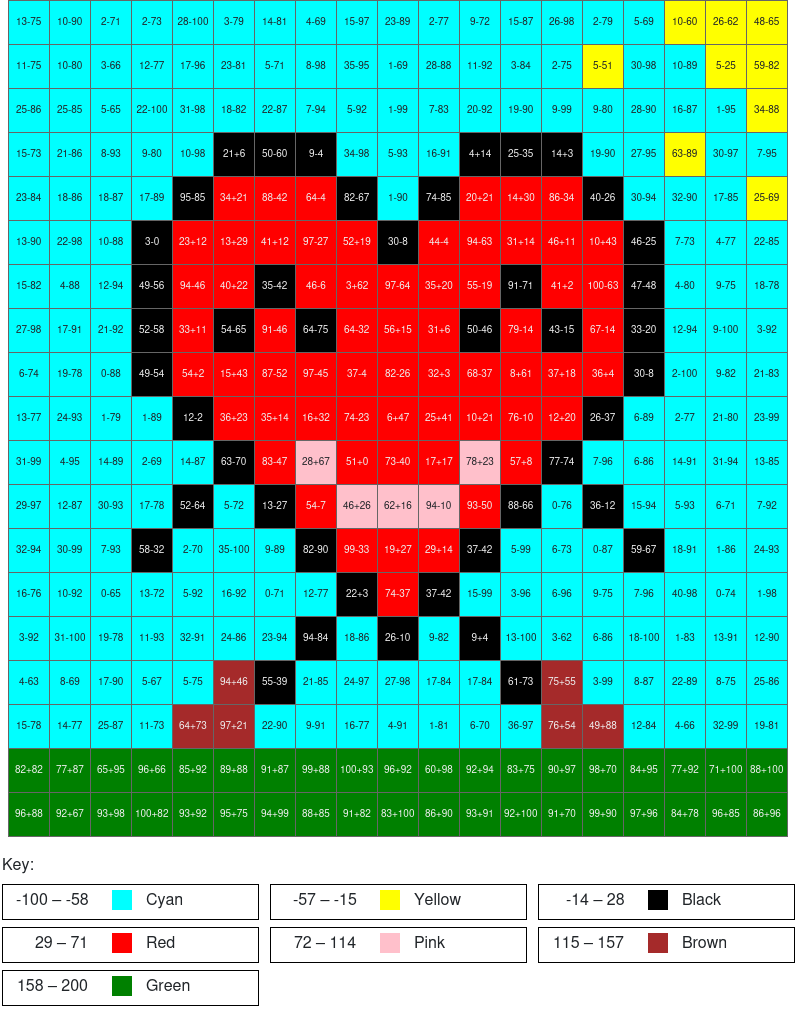 13-75 10-90 2-71 2-73 28-100 3-79 14-81 4-69 15-97 23-89 2-77 9-72 15-87 26-98 2-79 5-69 10-60 26-62 48-65
11-75 10-80 3-66 12-77 17-96 23-81 5-71 8-98 35-95 1-69 28-88 11-92 3-84 2-75 5-51 30-98 10-89 5-25 59-82
25-86 25-85 5-65 22-100 31-98 18-82 22-87 7-94 5-92 1-99 7-83 20-92 19-90 9-99 9-80 28-90 16-87 1-95 34-88
15-73 21-86 8-93 9-80 10-98 21+6 50-60 9-4 34-98 5-93 16-91 4+14 25-35 14+3 19-90 27-95 63-89 30-97 7-95
23-84 18-86 18-87 17-89 95-85 34+21 88-42 64-4 82-67 1-90 74-85 20+21 14+30 86-34 40-26 30-94 32-90 17-85 25-69
13-90 22-98 10-88 3-0 23+12 13+29 41+12 97-27 52+19 30-8 44-4 94-63 31+14 46+11 10+43 46-25 7-73 4-77 22-85
15-82 4-88 12-94 49-56 94-46 40+22 35-42 46-6 3+62 97-64 35+20 55-19 91-71 41+2 100-63 47-48 4-80 9-75 18-78
27-98 17-91 21-92 52-58 33+11 54-65 91-46 64-75 64-32 56+15 31+6 50-46 79-14 43-15 67-14 33-20 12-94 9-100 3-92
6-74 19-78 0-88 49-54 54+2 15+43 87-52 97-45 37-4 82-26 32+3 68-37 8+61 37+18 36+4 30-8 2-100 9-82 21-83
13-77 24-93 1-79 1-89 12-2 36+23 35+14 16+32 74-23 6+47 25+41 10+21 76-10 12+20 26-37 6-89 2-77 21-80 23-99
31-99 4-95 14-89 2-69 14-87 63-70 83-47 28+67 51+0 73-40 17+17 78+23 57+8 77-74 7-96 6-86 14-91 31-94 13-85
29-97 12-87 30-93 17-78 52-64 5-72 13-27 54-7 46+26 62+16 94-10 93-50 88-66 0-76 36-12 15-94 5-93 6-71 7-92
32-94 30-99 7-93 58-32 2-70 35-100 9-89 82-90 99-33 19+27 29+14 37-42 5-99 6-73 0-87 59-67 18-91 1-86 24-93
16-76 10-92 0-65 13-72 5-92 16-92 0-71 12-77 22+3 74-37 37-42 15-99 3-96 6-96 9-75 7-96 40-98 0-74 1-98
3-92 31-100 19-78 11-93 32-91 24-86 23-94 94-84 18-86 26-10 9-82 9+4 13-100 3-62 6-86 18-100 1-83 13-91 12-90
4-63 8-69 17-90 5-67 5-75 94+46 55-39 21-85 24-97 27-98 17-84 17-84 61-73 75+55 3-99 8-87 22-89 8-75 25-86
15-78 14-77 25-87 11-73 64+73 97+21 22-90 9-91 16-77 4-91 1-81 6-70 36-97 76+54 49+88 12-84 4-66 32-99 19-81
82+82 77+87 65+95 96+66 85+92 89+88 91+87 99+88 100+93 96+92 60+98 92+94 83+75 90+97 98+70 84+95 77+92 71+100 88+100
96+88 92+67 93+98 100+82 93+92 95+75 94+99 88+85 91+82 83+100 86+90 93+91 92+100 91+70 99+90 97+96 84+78 96+85 86+96
Key:
-100 – -58 Cyan -57 – -15 Yellow -14 – 28 Black
29 – 71 Red 72 – 114 Pink 115 – 157 Brown
158 – 200 Green